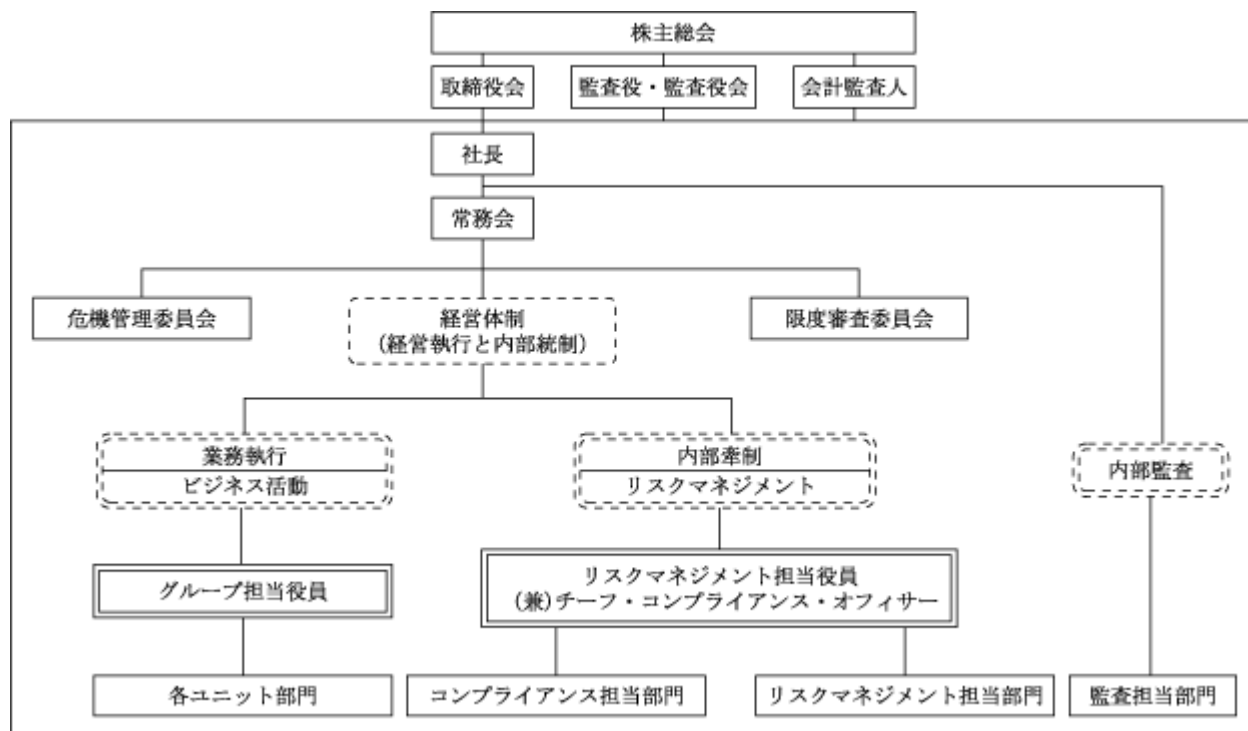 株主総会
取締役会
監査役・監査役会
会計監査人
社長
常務会
危機管理委員会
経営体制
(経営執行と内部統制)
限度審査委員会
業務執行
ビジネス活動
内部牽制
リスクマネジメント
内部監査
グループ担当役員
リスクマネジメント担当役員
(兼)チーフ・コンプライアンス・オフィサー
各ユニット部門
コンプライアンス担当部門
リスクマネジメント担当部門
監査担当部門